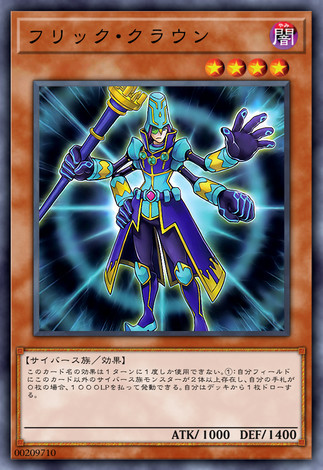 フリック・クラウン
闇
やみ
【サイバース族／効果】
このカード名の効果は１ターンに１度しか使用できない。①：自分フィールド
にこのカード以外のサイバース族モンスターが２体以上存在し、自分の手札が
０枚の場合、１０００LPを払って発動できる。自分はデッキから１枚ドローす
る。
ATK/ 1000 DEF/ 1400
00209710